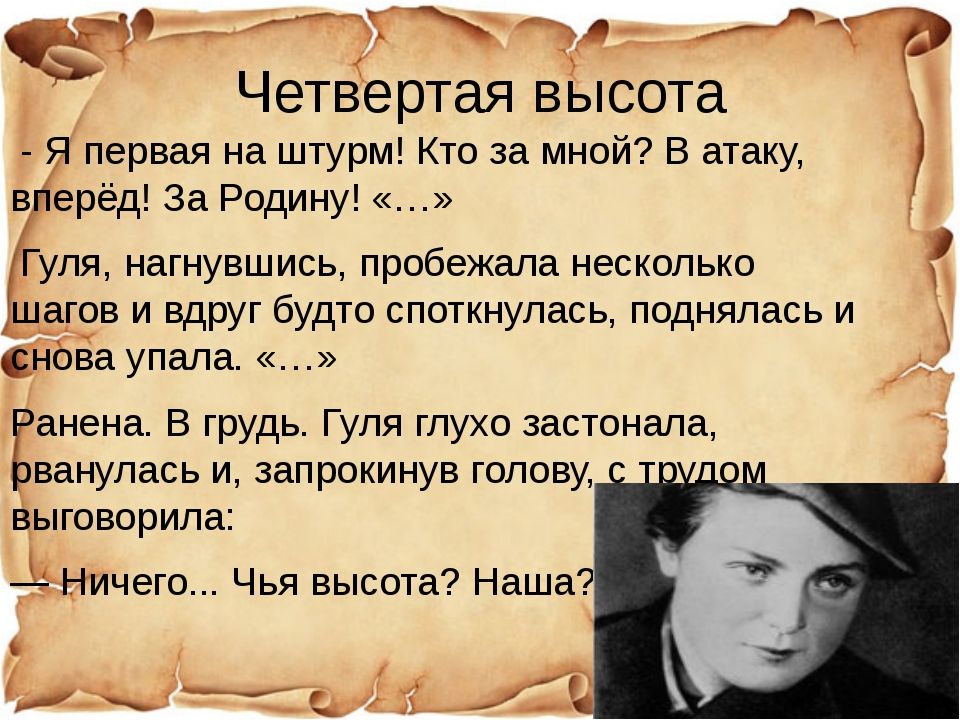 Четвертая высота
- Я первая на штурм! Кто за мной? В атаку,
вперёд! За Родину! «…»
Гуля, нагнувшись, пробежала несколько
шагов и вдруг будто споткнулась, поднялась и
снова упала. «…»
Ранена. В грудь. Гуля глухо застонала,
рванулась и, запрокинув голову, с трудом
выговорила:
— Ничего... Чья высота? Наша?